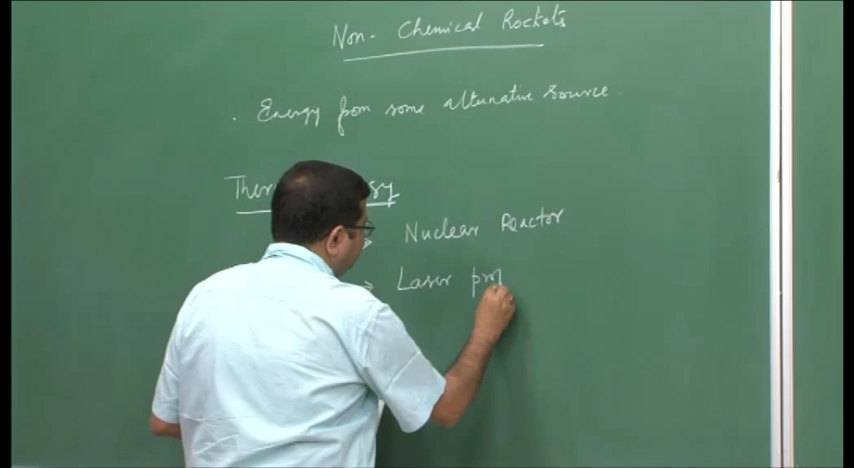 Non- Chemical Rockets
. Energy from some alternative source.
Nuclear Reactor
Laser